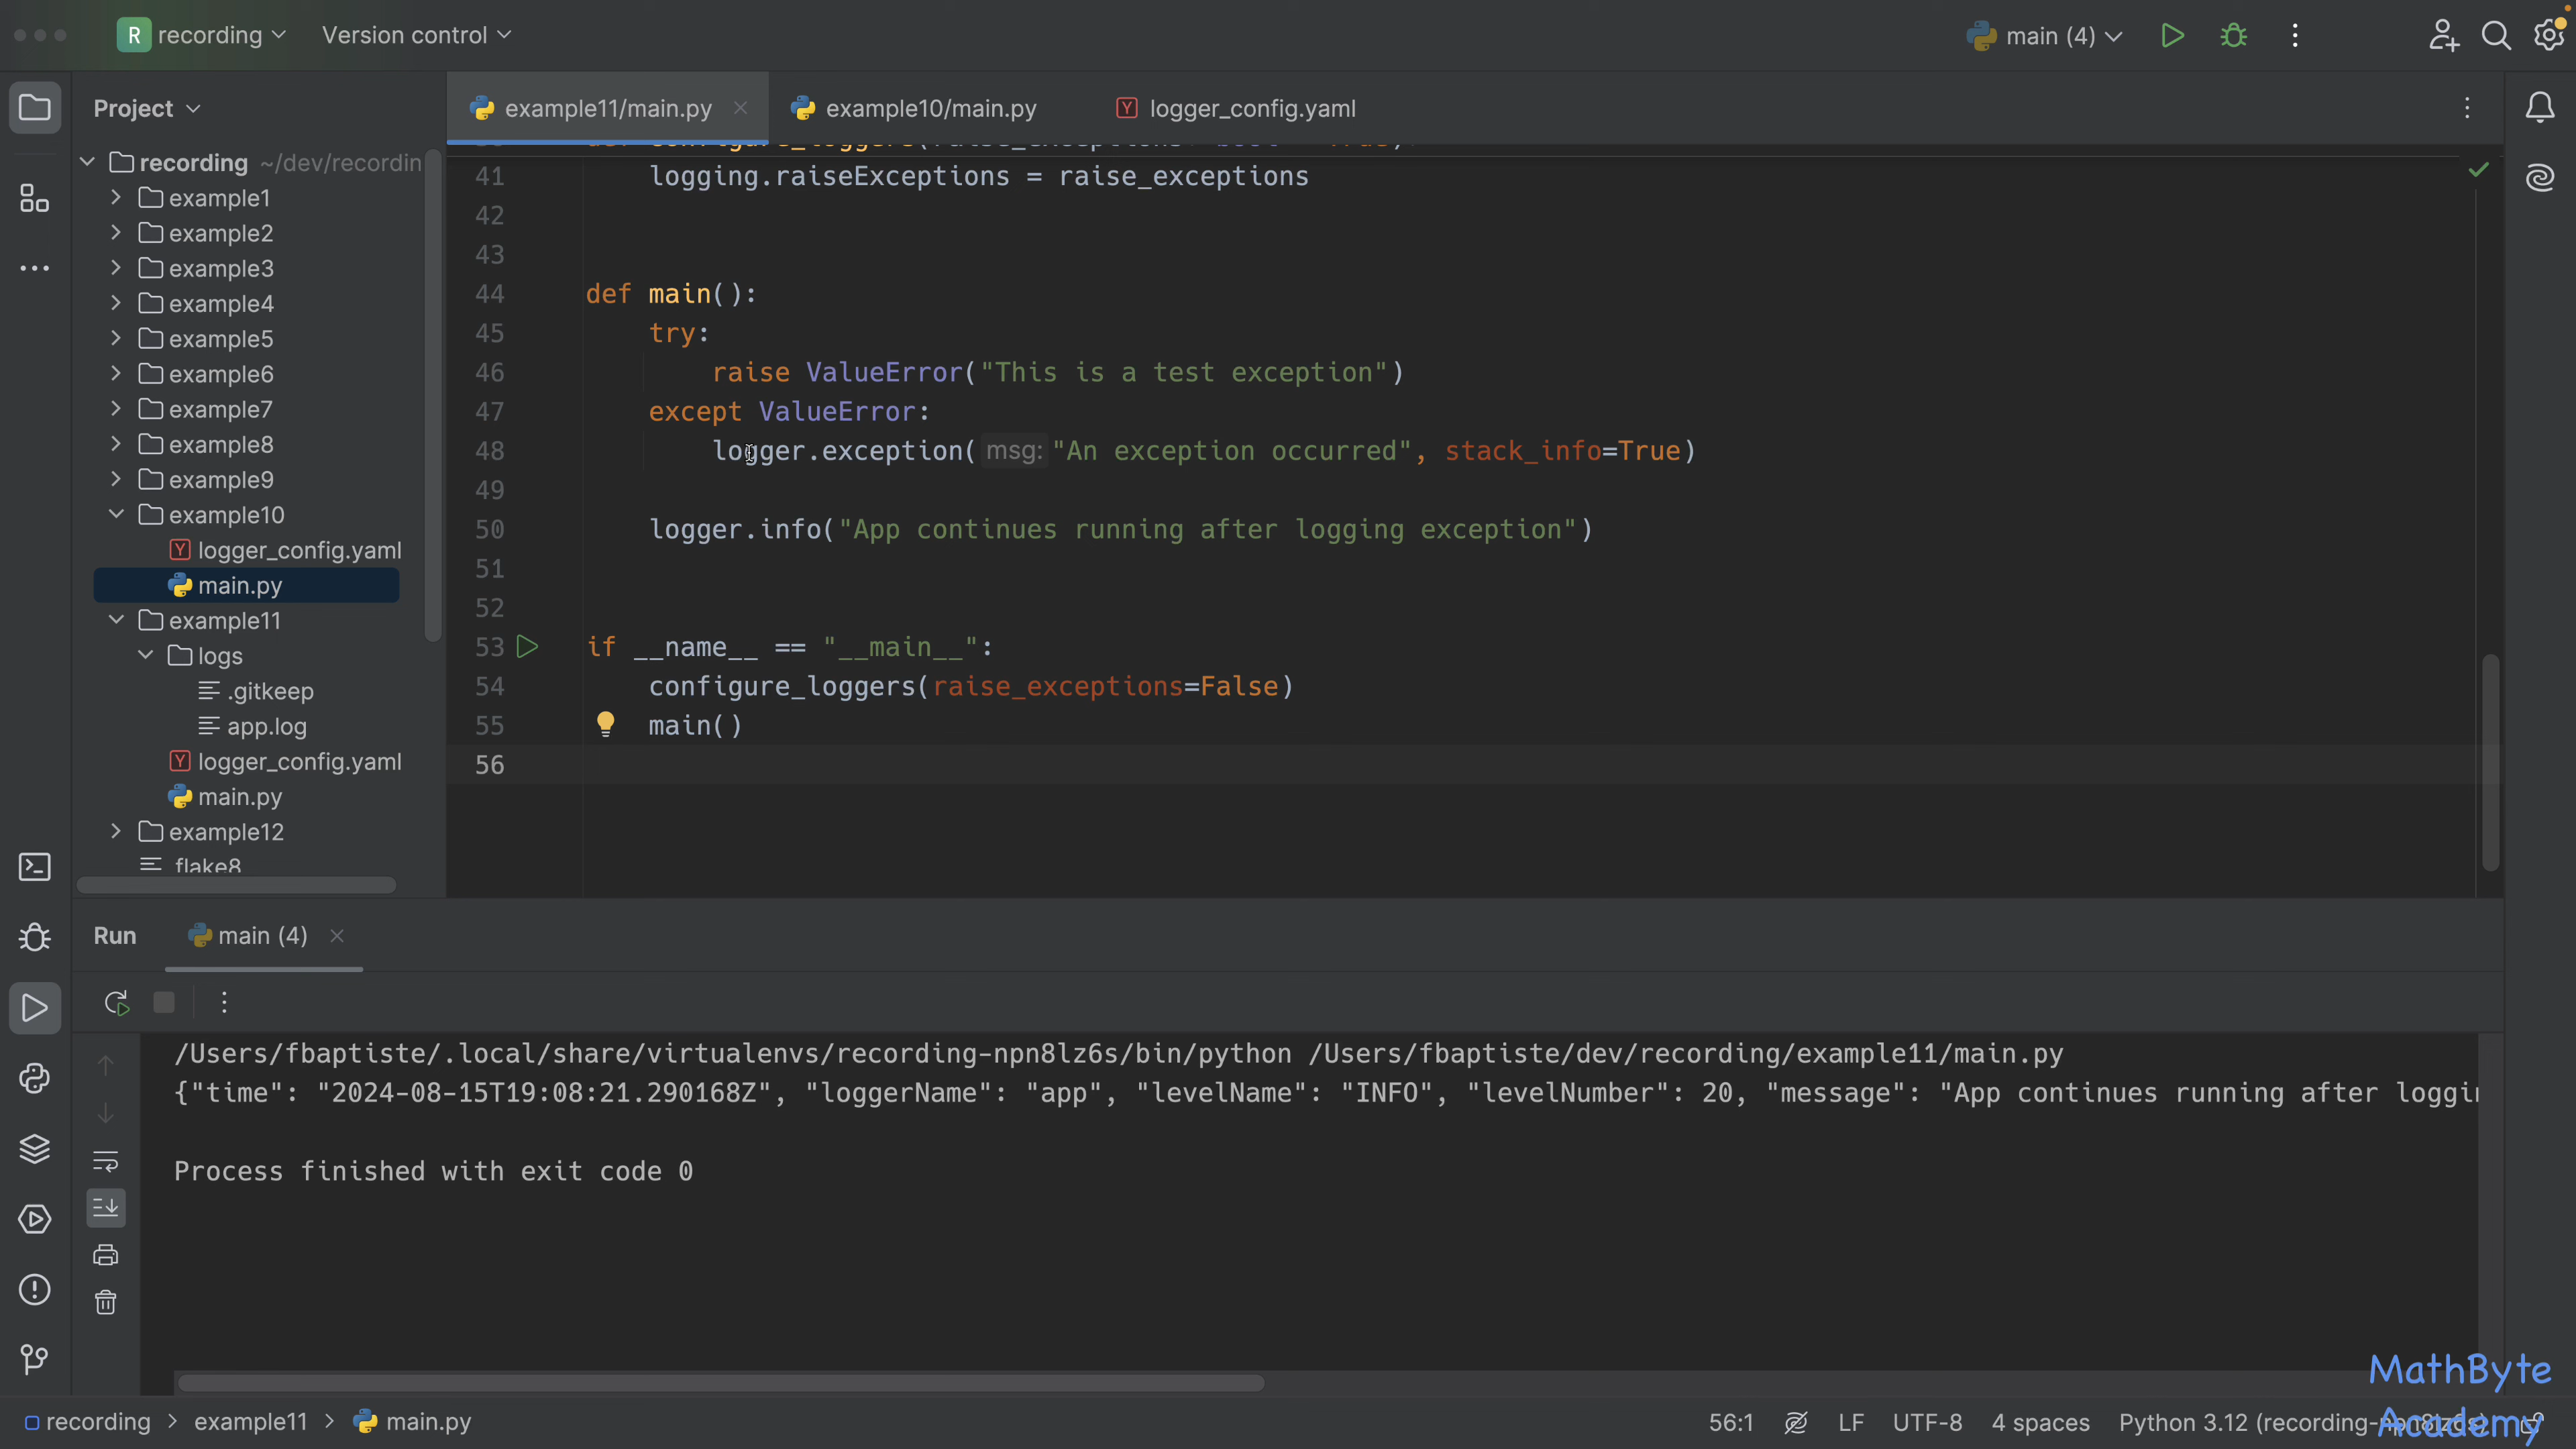 R recording Version control main (4)
Project example11/main.py example10/main.py logger_config.yaml
recording ~/dev/recordin
example1
example2
example3
example4
example5
example6
example7
example8
example9
example10
logger_config.yaml
main.py
example11
logs
.gitkeep
app.log
logger_config.yaml
main.py
example12
flake8
41 logging.raiseExceptions = raise_exceptions
42
43
44 def main():
45 try:
46 raise ValueError("This is a test exception")
47 except ValueError:
48 logger.exception( msg: "An exception occurred", stack_info=True)
49
50 logger.info("App continues running after logging exception")
51
52
53 if __name__ == "__main__":
54 configure_loggers(raise_exceptions=False)
55 main()
56
Run main (4)
/Users/fbaptiste/.local/share/virtualenvs/recording-npn8lz6s/bin/python /Users/fbaptiste/dev/recording/example11/main.py
{"time": "2024-08-15T19:08:21.290168Z", "loggerName": "app", "levelName": "INFO", "levelNumber": 20, "message": "App continues running after loggin
Process finished with exit code 0
MathByte
Academy
recording > example11 > main.py 56:1 LF UTF-8 4 spaces Python 3.12 (recording-npn8lz6s)